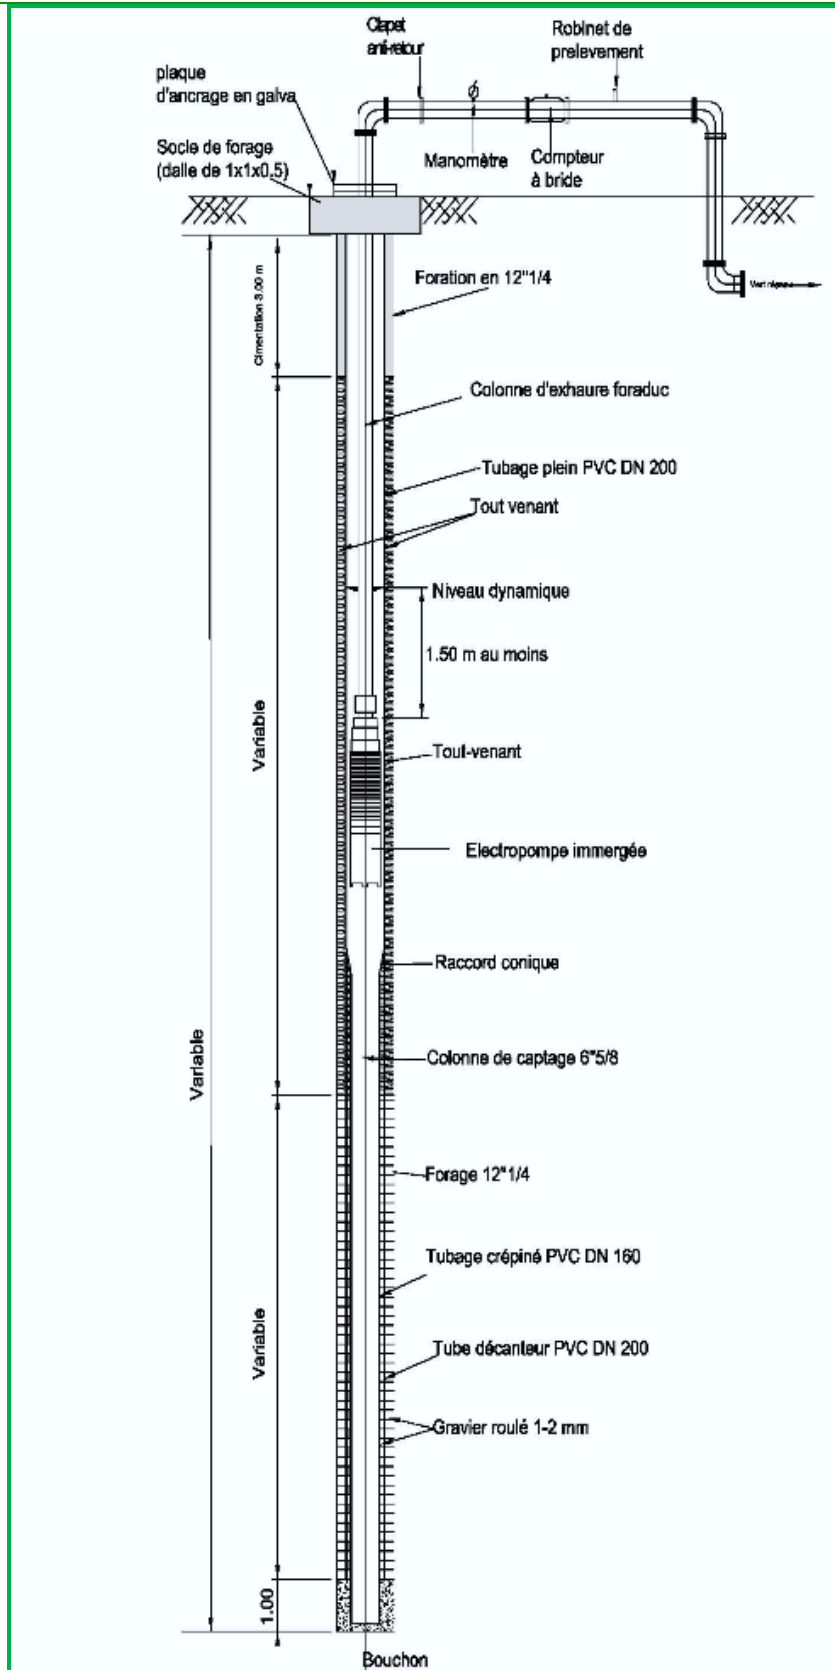 Clapet
anti-retour
Robinet de
prelevement
plaque
d'ancrage en galva
Socle de forage
(dalle de 1x1x0,5)
Manomètre
Compteur
à bride
Foration en 12"1/4
Cimentation 3.00 m
Colonne d'exhaure foraduc
Tubage plein PVC DN 200
Tout venant
Niveau dynamique
1.50 m au moins
Variable
Tout-venant
Electropompe immergée
Raccord conique
Variable
Colonne de captage 6"5/8
Forage 12"1/4
Tubage crépiné PVC DN 160
Variable
Tube décanteur PVC DN 200
Gravier roulé 1-2 mm
1.00
Bouchon